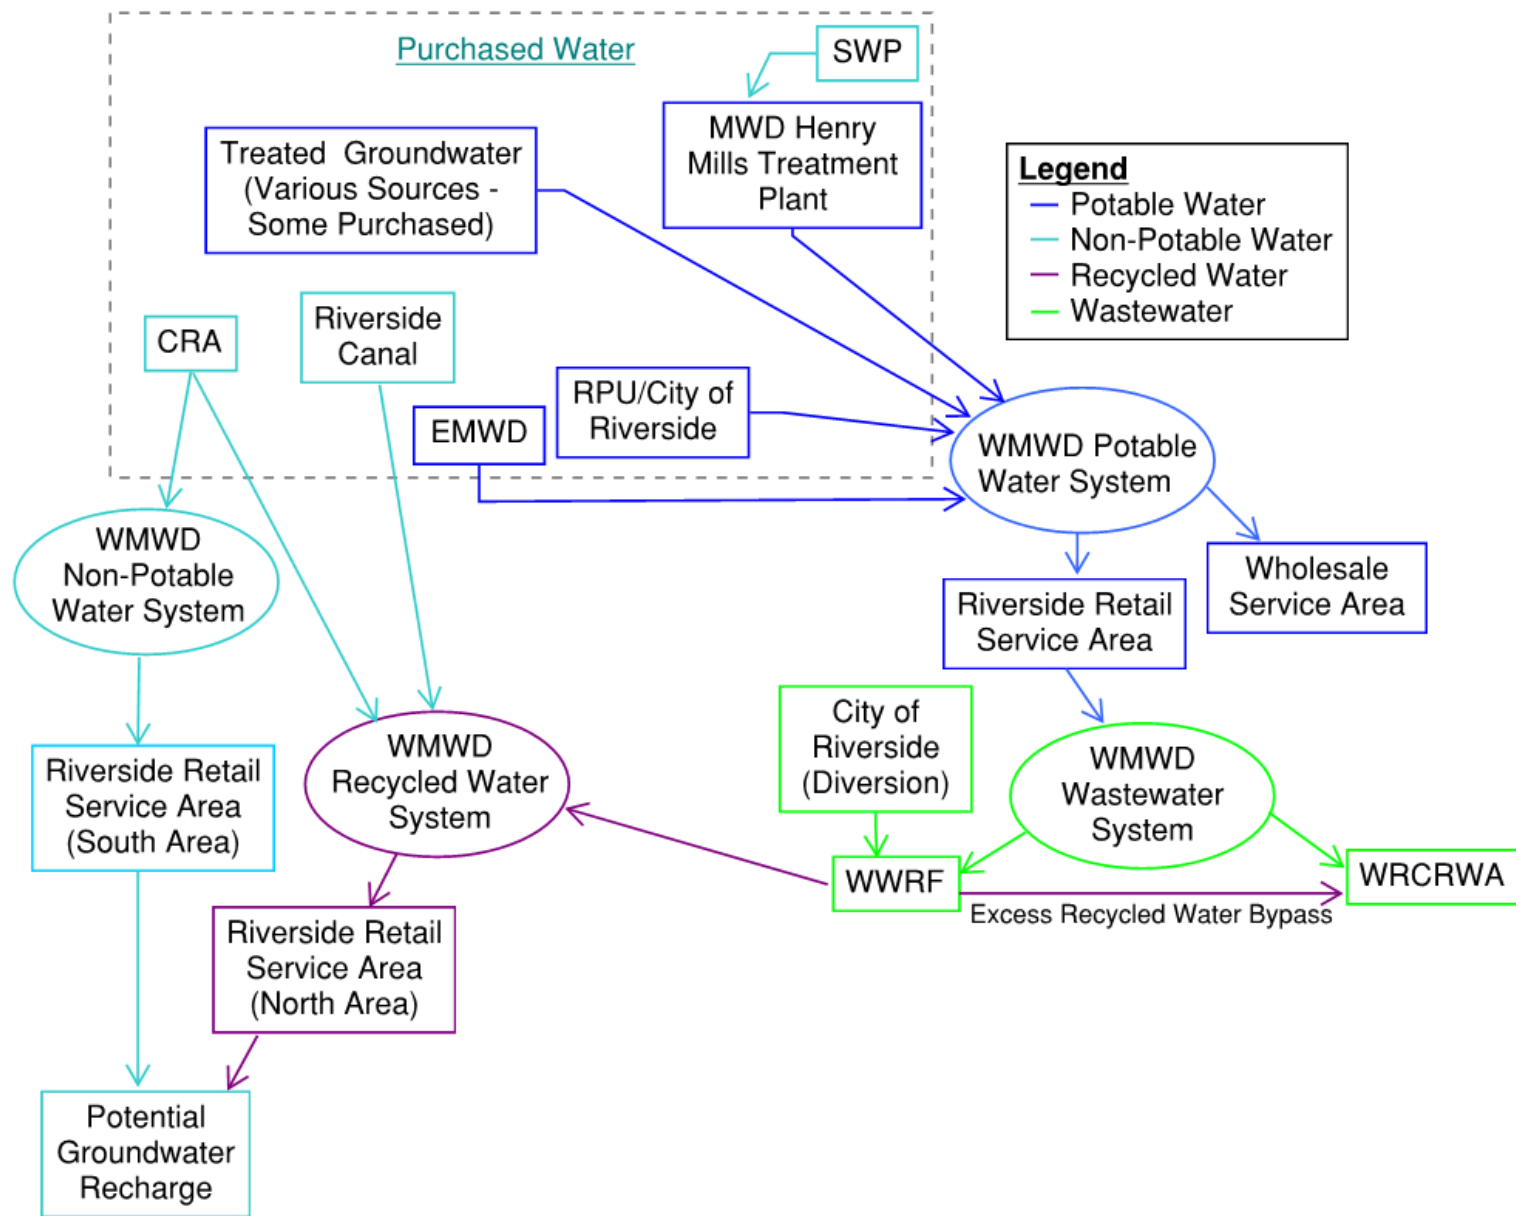 Purchased Water
SWP
MWD Henry
Mills Treatment
Plant
Treated  Groundwater
(Various Sources -
Some Purchased)
Legend
Potable Water
Non-Potable Water
Recycled Water
Wastewater
CRA
Riverside
Canal
EMWD
RPU/City of
Riverside
WMWD Potable
Water System
WMWD
Non-Potable
Water System
Wholesale
Service Area
Riverside Retail
Service Area
City of
Riverside
(Diversion)
WMWD
Wastewater
System
WMWD
Recycled Water
System
Riverside Retail
Service Area
(South Area)
WWRF
WRCRWA
Excess Recycled Water Bypass
Riverside Retail
Service Area
(North Area)
Potential
Groundwater
Recharge